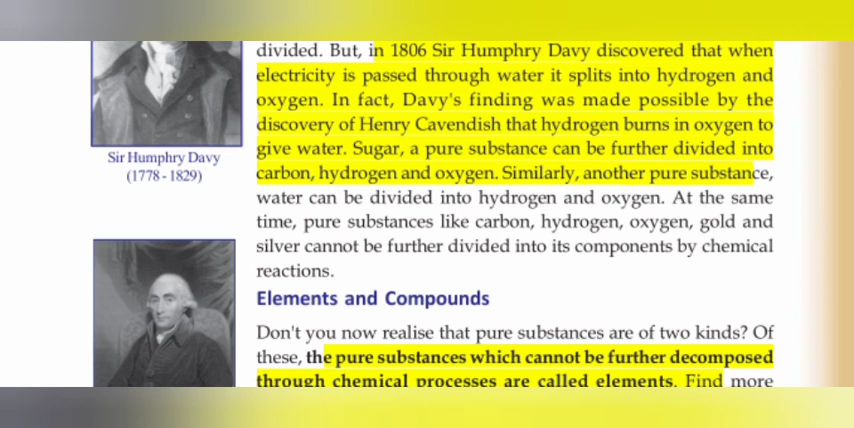 divided. But, in 1806 Sir Humphry Davy discovered that when
electricity is passed through water it splits into hydrogen and
oxygen. In fact, Davy's finding was made possible by the
discovery of Henry Cavendish that hydrogen burns in oxygen to
give water. Sugar, a pure substance can be further divided into
carbon, hydrogen and oxygen. Similarly, another pure substance,
water can be divided into hydrogen and oxygen. At the same
time, pure substances like carbon, hydrogen, oxygen, gold and
silver cannot be further divided into its components by chemical
reactions.
Sir Humphry Davy
(1778 - 1829)
Elements and Compounds
Don't you now realise that pure substances are of two kinds? Of
these, the pure substances which cannot be further decomposed
through chemical processes are called elements. Find more